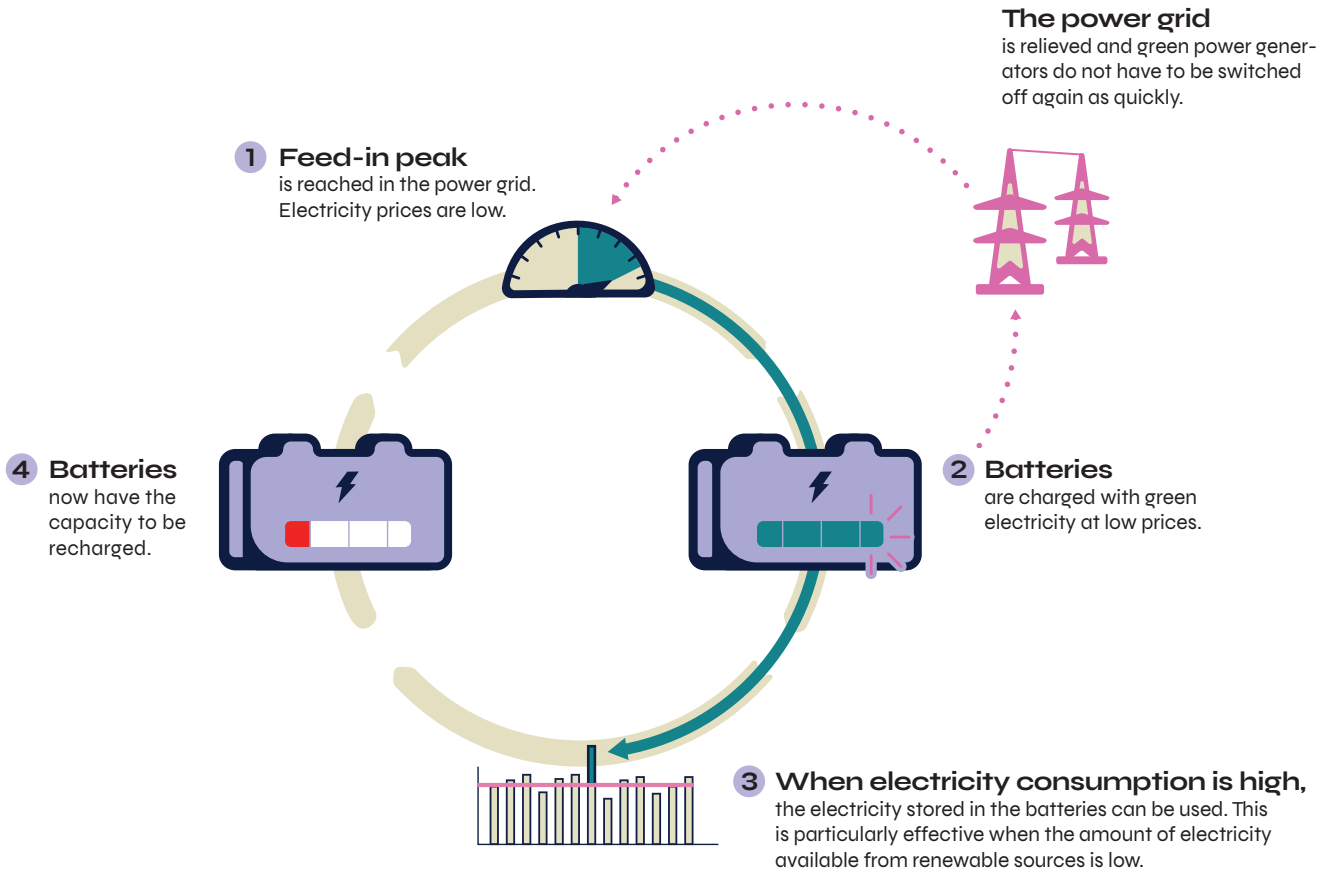 The power grid
is relieved and green power gener-
ators do not have to be switched
off again as quickly.
1 Feed-in peak
is reached in the power grid.
Electricity prices are low.
2 Batteries
are charged with green
electricity at low prices.
3 When electricity consumption is high,
the electricity stored in the batteries can be used. This
is particularly effective when the amount of electricity
available from renewable sources is low.
4 Batteries
now have the
capacity to be
recharged.